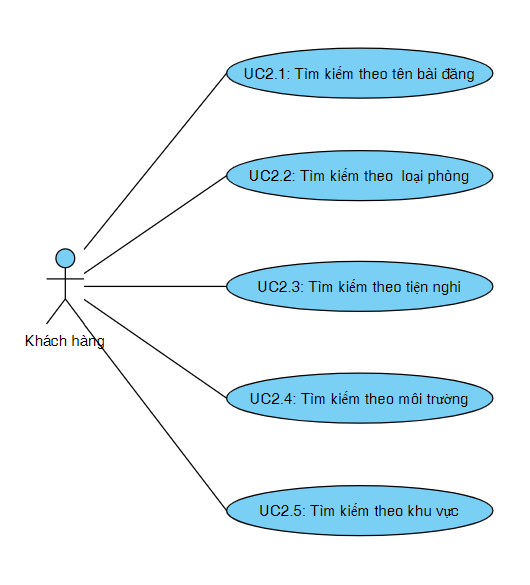 UC2.1: Tìm kiếm theo tên bài đăng
UC2.2: Tìm kiếm theo  loại phòng
UC2.3: Tìm kiếm theo tiện nghi
Khách hàng
UC2.4: Tìm kiếm theo môi trường
UC2.5: Tìm kiếm theo khu vực